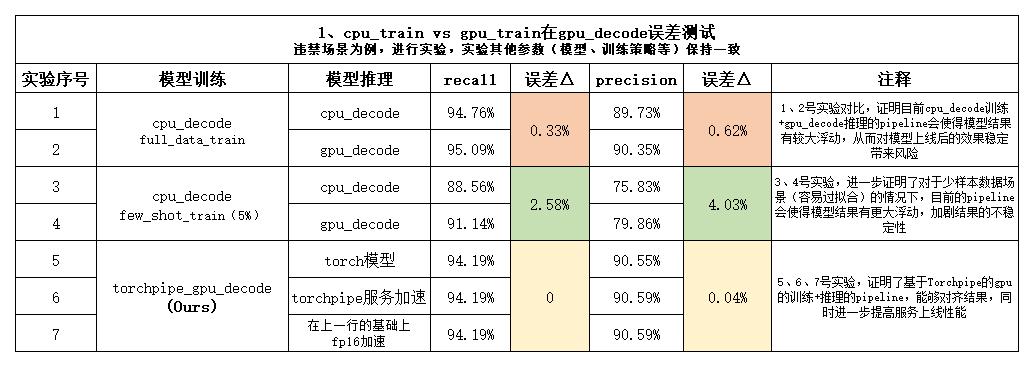 1、cpu_train vs gpu_train在gpu_decode误差测试
违禁场景为例，进行实验，实验其他参数（模型、训练策略等）保持一致
实验序号 模型训练 模型推理 recall 误差△ precision 误差△ 注释
1 cpu_decode full_data_train cpu_decode 94.76% 0.33% 89.73% 0.62%
1、2号实验对比，证明目前cpu_decode训练
+gpu_decode推理的pipeline会使得模型结果
有较大浮动，从而对模型上线后的效果稳定
带来风险
2 gpu_decode 95.09% 90.35%
3 cpu_decode few_shot_train（5%） cpu_decode 88.56% 2.58% 75.83% 4.03%
3、4号实验，进一步证明了对于少样本数据场
景（容易过拟合）的情况下，目前的pipeline
会使得模型结果有更大浮动，加剧结果的不稳
定性
4 gpu_decode 91.14% 79.86%
5 torchpipe_gpu_decode (Ours) torch模型 94.19% 0 90.55% 0.04%
5、6、7号实验，证明了基于Torchpipe的gpu
的训练+推理的pipeline，能够对齐结果，同
时进一步提高服务上线性能
6 torchpipe服务加速 94.19% 90.59%
7 在上一行的基础上
fp16加速 94.19% 90.59%